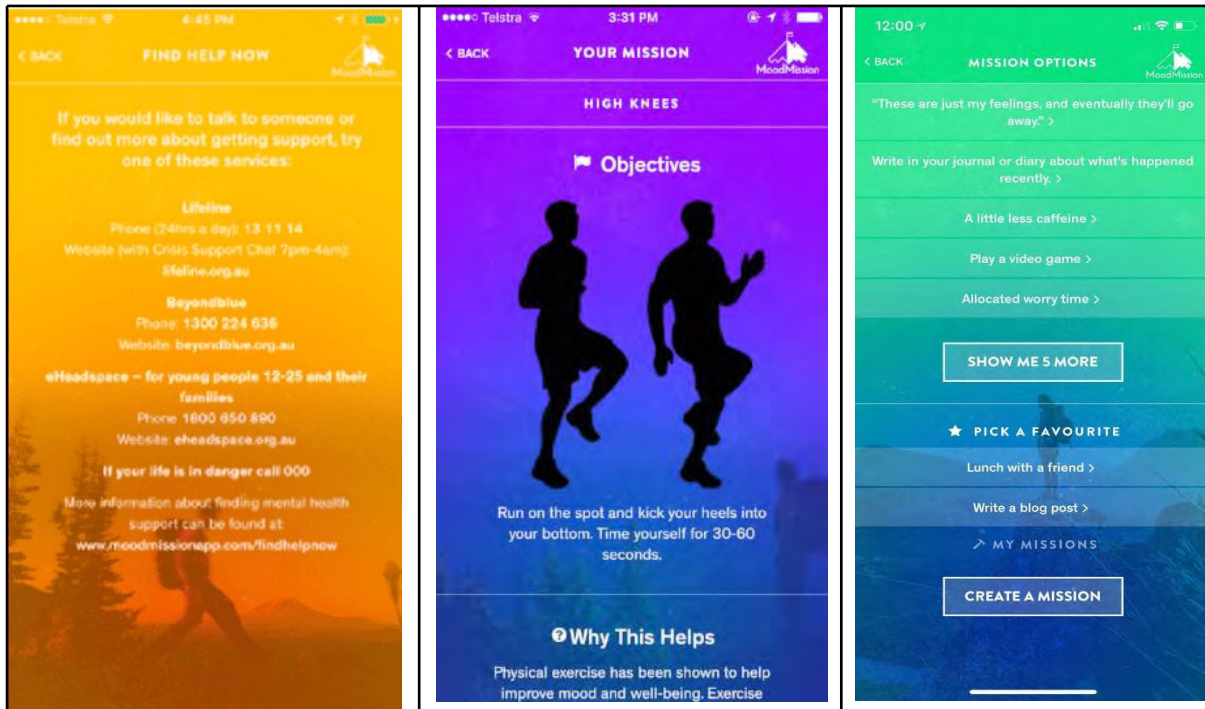 Telstra 4:45 PM
< BACK FIND HELP NOW MoodMission
If you would like to talk to someone or
find out more about getting support, try
one of these services:
Lifeline
Phone (24hrs a day): 13 11 14
Website (with Crisis Support Chat 7pm-4am):
lifeline.org.au
Beyondblue
Phone: 1300 224 636
Website: beyondblue.org.au
eHeadspace – for young people 12-25 and their
families
Phone 1800 650 890
Website: eheadspace.org.au
If your life is in danger call 000
More information about finding mental health
support can be found at:
www.moodmissionapp.com/findhelpnow
Telstra 3:31 PM
< BACK YOUR MISSION MoodMission
HIGH KNEES
Objectives
Run on the spot and kick your heels into
your bottom. Time yourself for 30-60
seconds.
Why This Helps
Physical exercise has been shown to help
improve mood and well-being. Exercise
12:00
< BACK MISSION OPTIONS MoodMission
"These are just my feelings, and eventually they'll go
away." >
Write in your journal or diary about what's happened
recently. >
A little less caffeine >
Play a video game >
Allocated worry time >
SHOW ME 5 MORE
★ PICK A FAVOURITE
Lunch with a friend >
Write a blog post >
MY MISSIONS
CREATE A MISSION